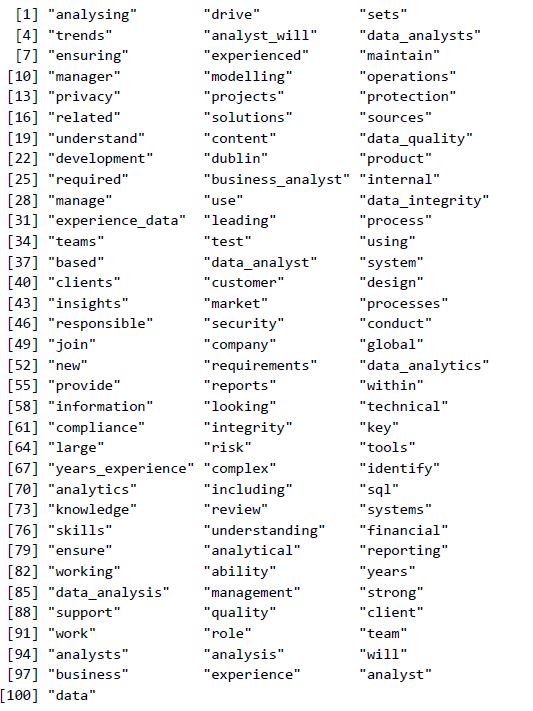 [1] "analysing" "drive" "sets"
[4] "trends" "analyst_will" "data_analysts"
[7] "ensuring" "experienced" "maintain"
[10] "manager" "modelling" "operations"
[13] "privacy" "projects" "protection"
[16] "related" "solutions" "sources"
[19] "understand" "content" "data_quality"
[22] "development" "dublin" "product"
[25] "required" "business_analyst" "internal"
[28] "manage" "use" "data_integrity"
[31] "experience_data" "leading" "process"
[34] "teams" "test" "using"
[37] "based" "data_analyst" "system"
[40] "clients" "customer" "design"
[43] "insights" "market" "processes"
[46] "responsible" "security" "conduct"
[49] "join" "company" "global"
[52] "new" "requirements" "data_analytics"
[55] "provide" "reports" "within"
[58] "information" "looking" "technical"
[61] "compliance" "integrity" "key"
[64] "large" "risk" "tools"
[67] "years_experience" "complex" "identify"
[70] "analytics" "including" "sql"
[73] "knowledge" "review" "systems"
[76] "skills" "understanding" "financial"
[79] "ensure" "analytical" "reporting"
[82] "working" "ability" "years"
[85] "data_analysis" "management" "strong"
[88] "support" "quality" "client"
[91] "work" "role" "team"
[94] "analysts" "analysis" "will"
[97] "business" "experience" "analyst"
[100] "data"